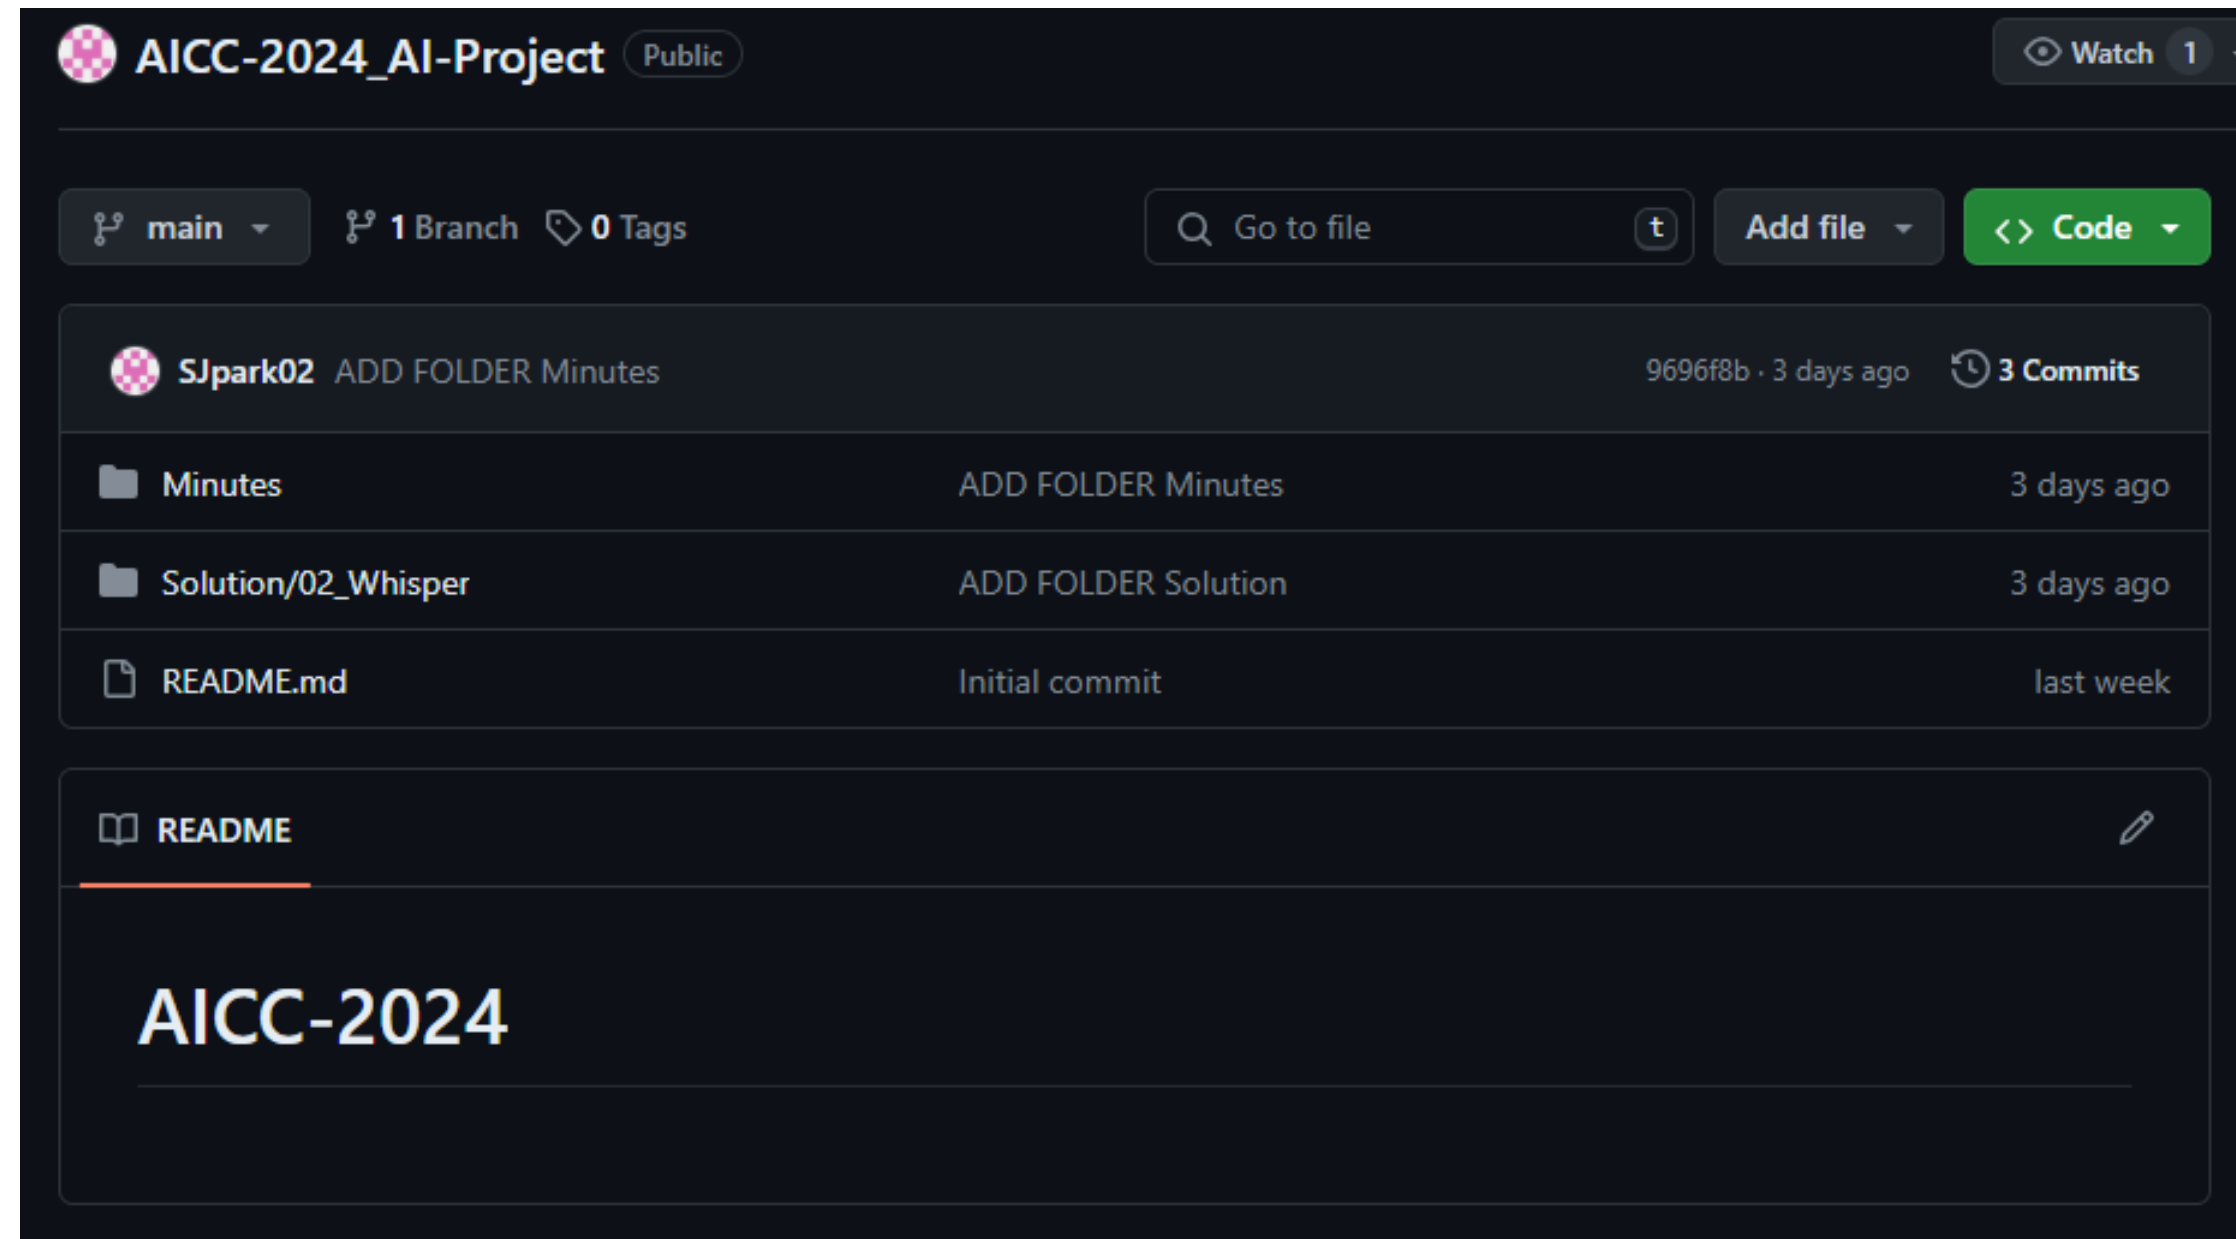 AICC-2024_AI-Project Public Watch 1
main 1 Branch 0 Tags Go to file t Add file <> Code
SJpark02 ADD FOLDER Minutes 9696f8b · 3 days ago 3 Commits
Minutes ADD FOLDER Minutes 3 days ago
Solution/02_Whisper ADD FOLDER Solution 3 days ago
README.md Initial commit last week
README
AICC-2024